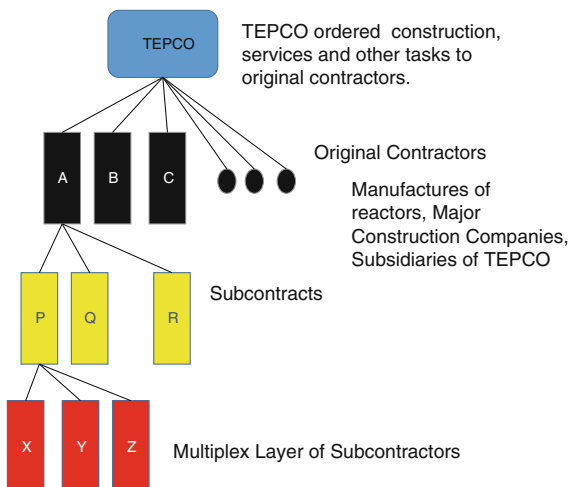 TEPCO
TEPCO ordered construction,
services and other tasks to
original contractors.
A B C
Original Contractors
Manufactures of
reactors, Major
Construction Companies,
Subsidiaries of TEPCO
P Q R
Subcontracts
X Y Z
Multiplex Layer of Subcontractors